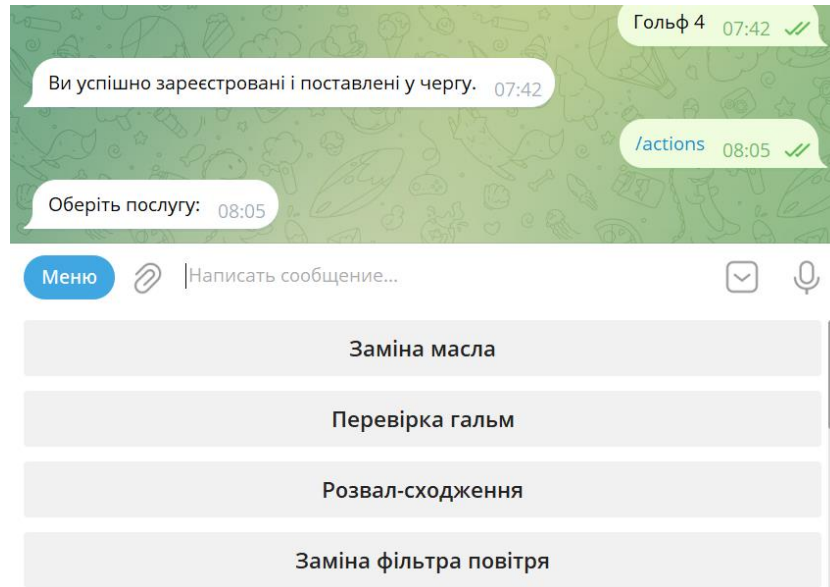 Гольф 4 07:42
Ви успішно зареєстровані і поставлені у чергу. 07:42
/actions 08:05
Оберіть послугу: 08:05
Меню Написать сообщение...
Заміна масла
Перевірка гальм
Розвал-сходження
Заміна фільтра повітря